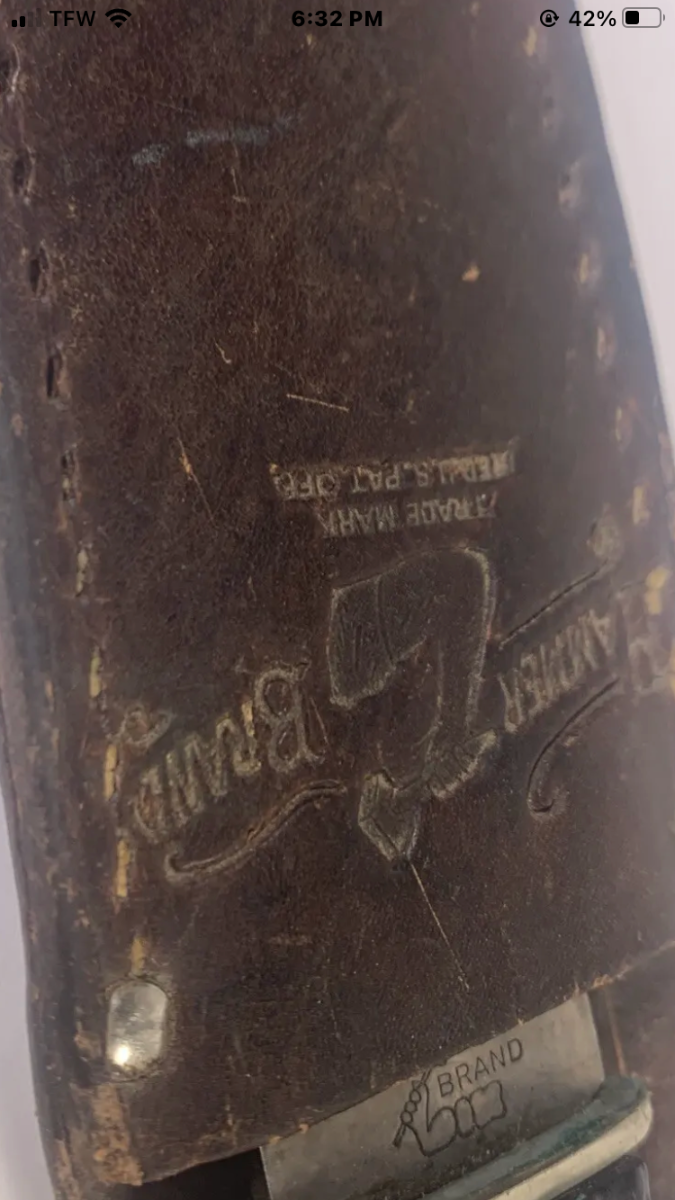 TFW 6:32 PM 42%
HAMMER BRAND
TRADE MARK
REG. U.S. PAT. OFF.
BRAND